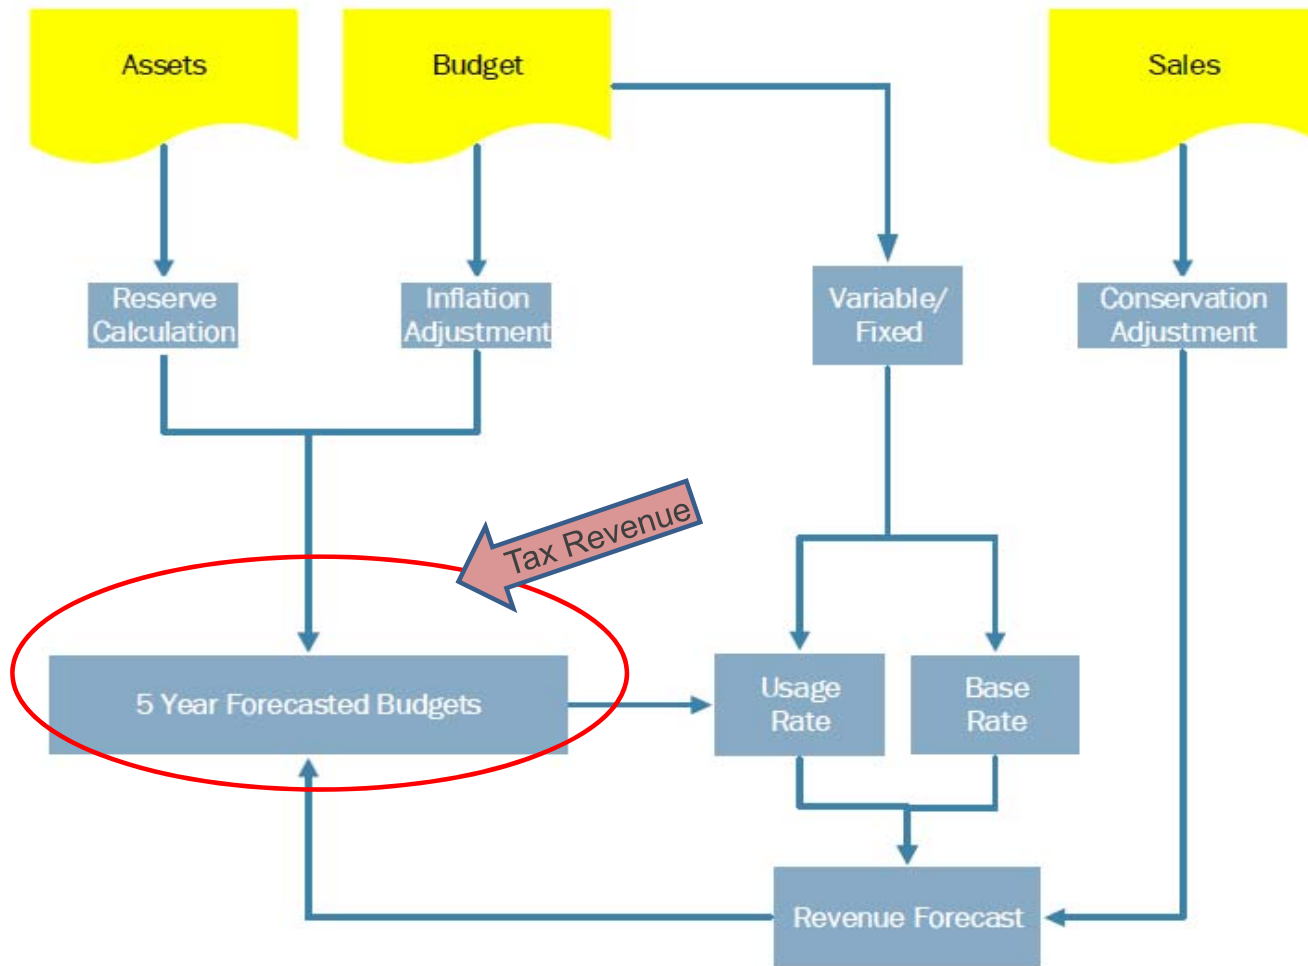 Assets
Budget
Sales
Reserve
Calculation
Inflation
Adjustment
Variable/
Fixed
Conservation
Adjustment
Tax Revenue
5 Year Forecasted Budgets
Usage
Rate
Base
Rate
Revenue Forecast